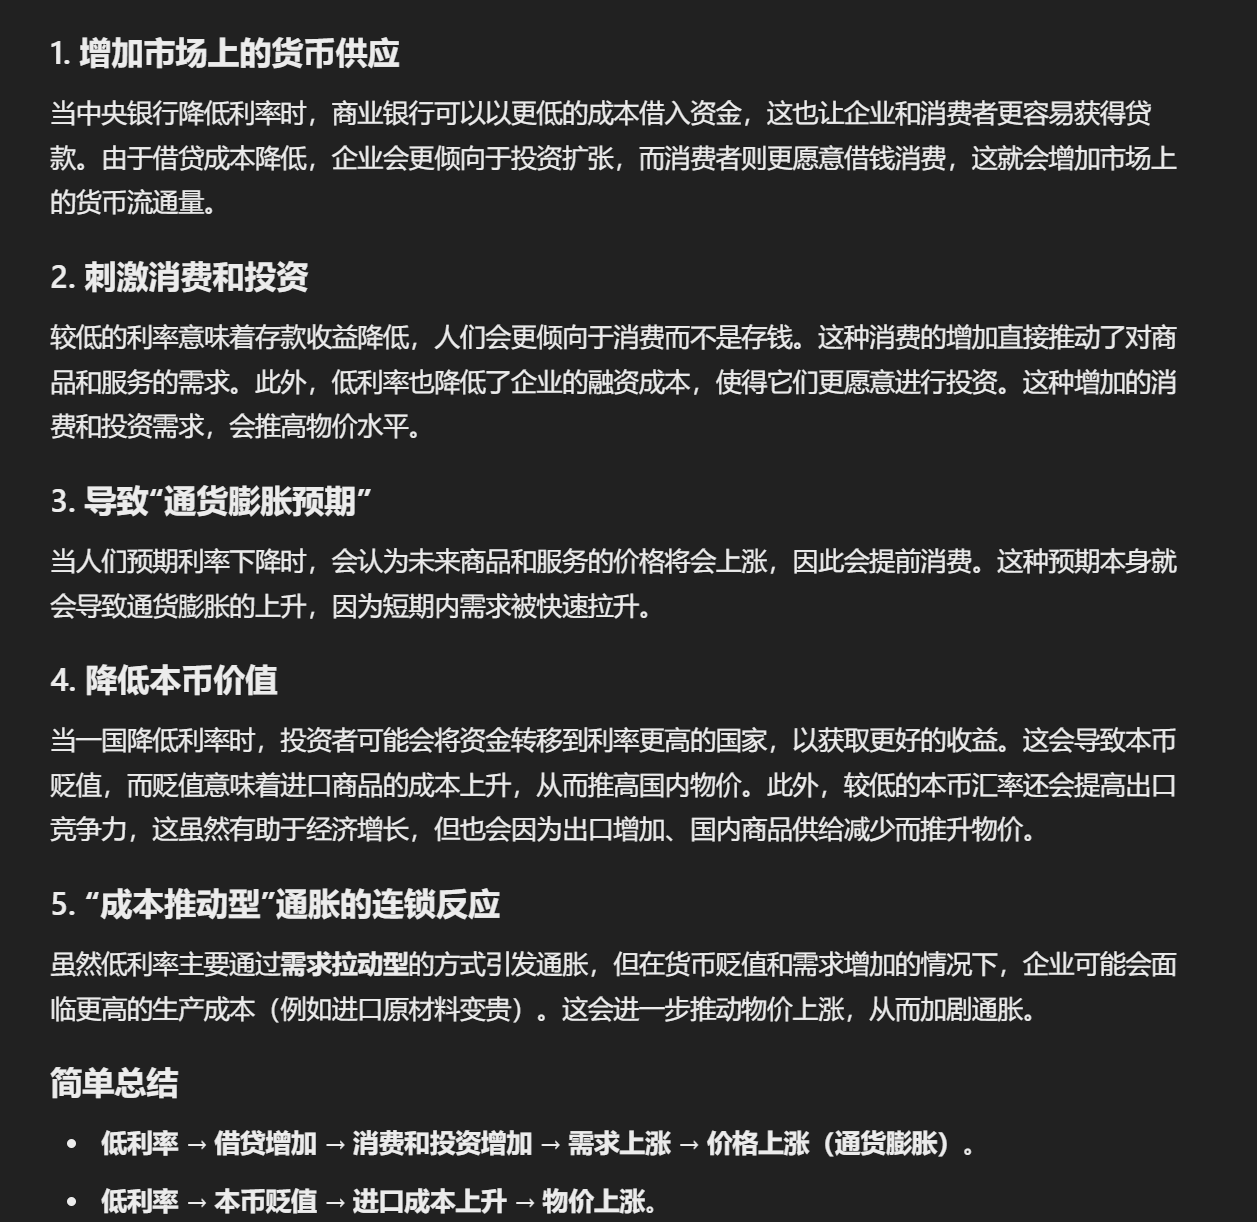 1. 增加市场上的货币供应
当中央银行降低利率时，商业银行可以以更低的成本借入资金，这也让企业和消费者更容易获得贷
款。由于借贷成本降低，企业会更倾向于投资扩张，而消费者则更愿意借钱消费，这就会增加市场上
的货币流通量。
2. 刺激消费和投资
较低的利率意味着存款收益降低，人们会更倾向于消费而不是存钱。这种消费的增加直接推动了对商
品和服务的需求。此外，低利率也降低了企业的融资成本，使得它们更愿意进行投资。这种增加的消
费和投资需求，会推高物价水平。
3. 导致“通货膨胀预期”
当人们预期利率下降时，会认为未来商品和服务的价格将会上涨，因此会提前消费。这种预期本身就
会导致通货膨胀的上升，因为短期内需求被快速拉升。
4. 降低本币价值
当一国降低利率时，投资者可能会将资金转移到利率更高的国家，以获取更好的收益。这会导致本币
贬值，而贬值意味着进口商品的成本上升，从而推高国内物价。此外，较低的本币汇率还会提高出口
竞争力，这虽然有助于经济增长，但也会因为出口增加、国内商品供给减少而推升物价。
5. “成本推动型”通胀的连锁反应
虽然低利率主要通过需求拉动型的方式引发通胀，但在货币贬值和需求增加的情况下，企业可能会面
临更高的生产成本（例如进口原材料变贵）。这会进一步推动物价上涨，从而加剧通胀。
简单总结
• 低利率 → 借贷增加 → 消费和投资增加 → 需求上涨 → 价格上涨（通货膨胀）。
• 低利率 → 本币贬值 → 进口成本上升 → 物价上涨。